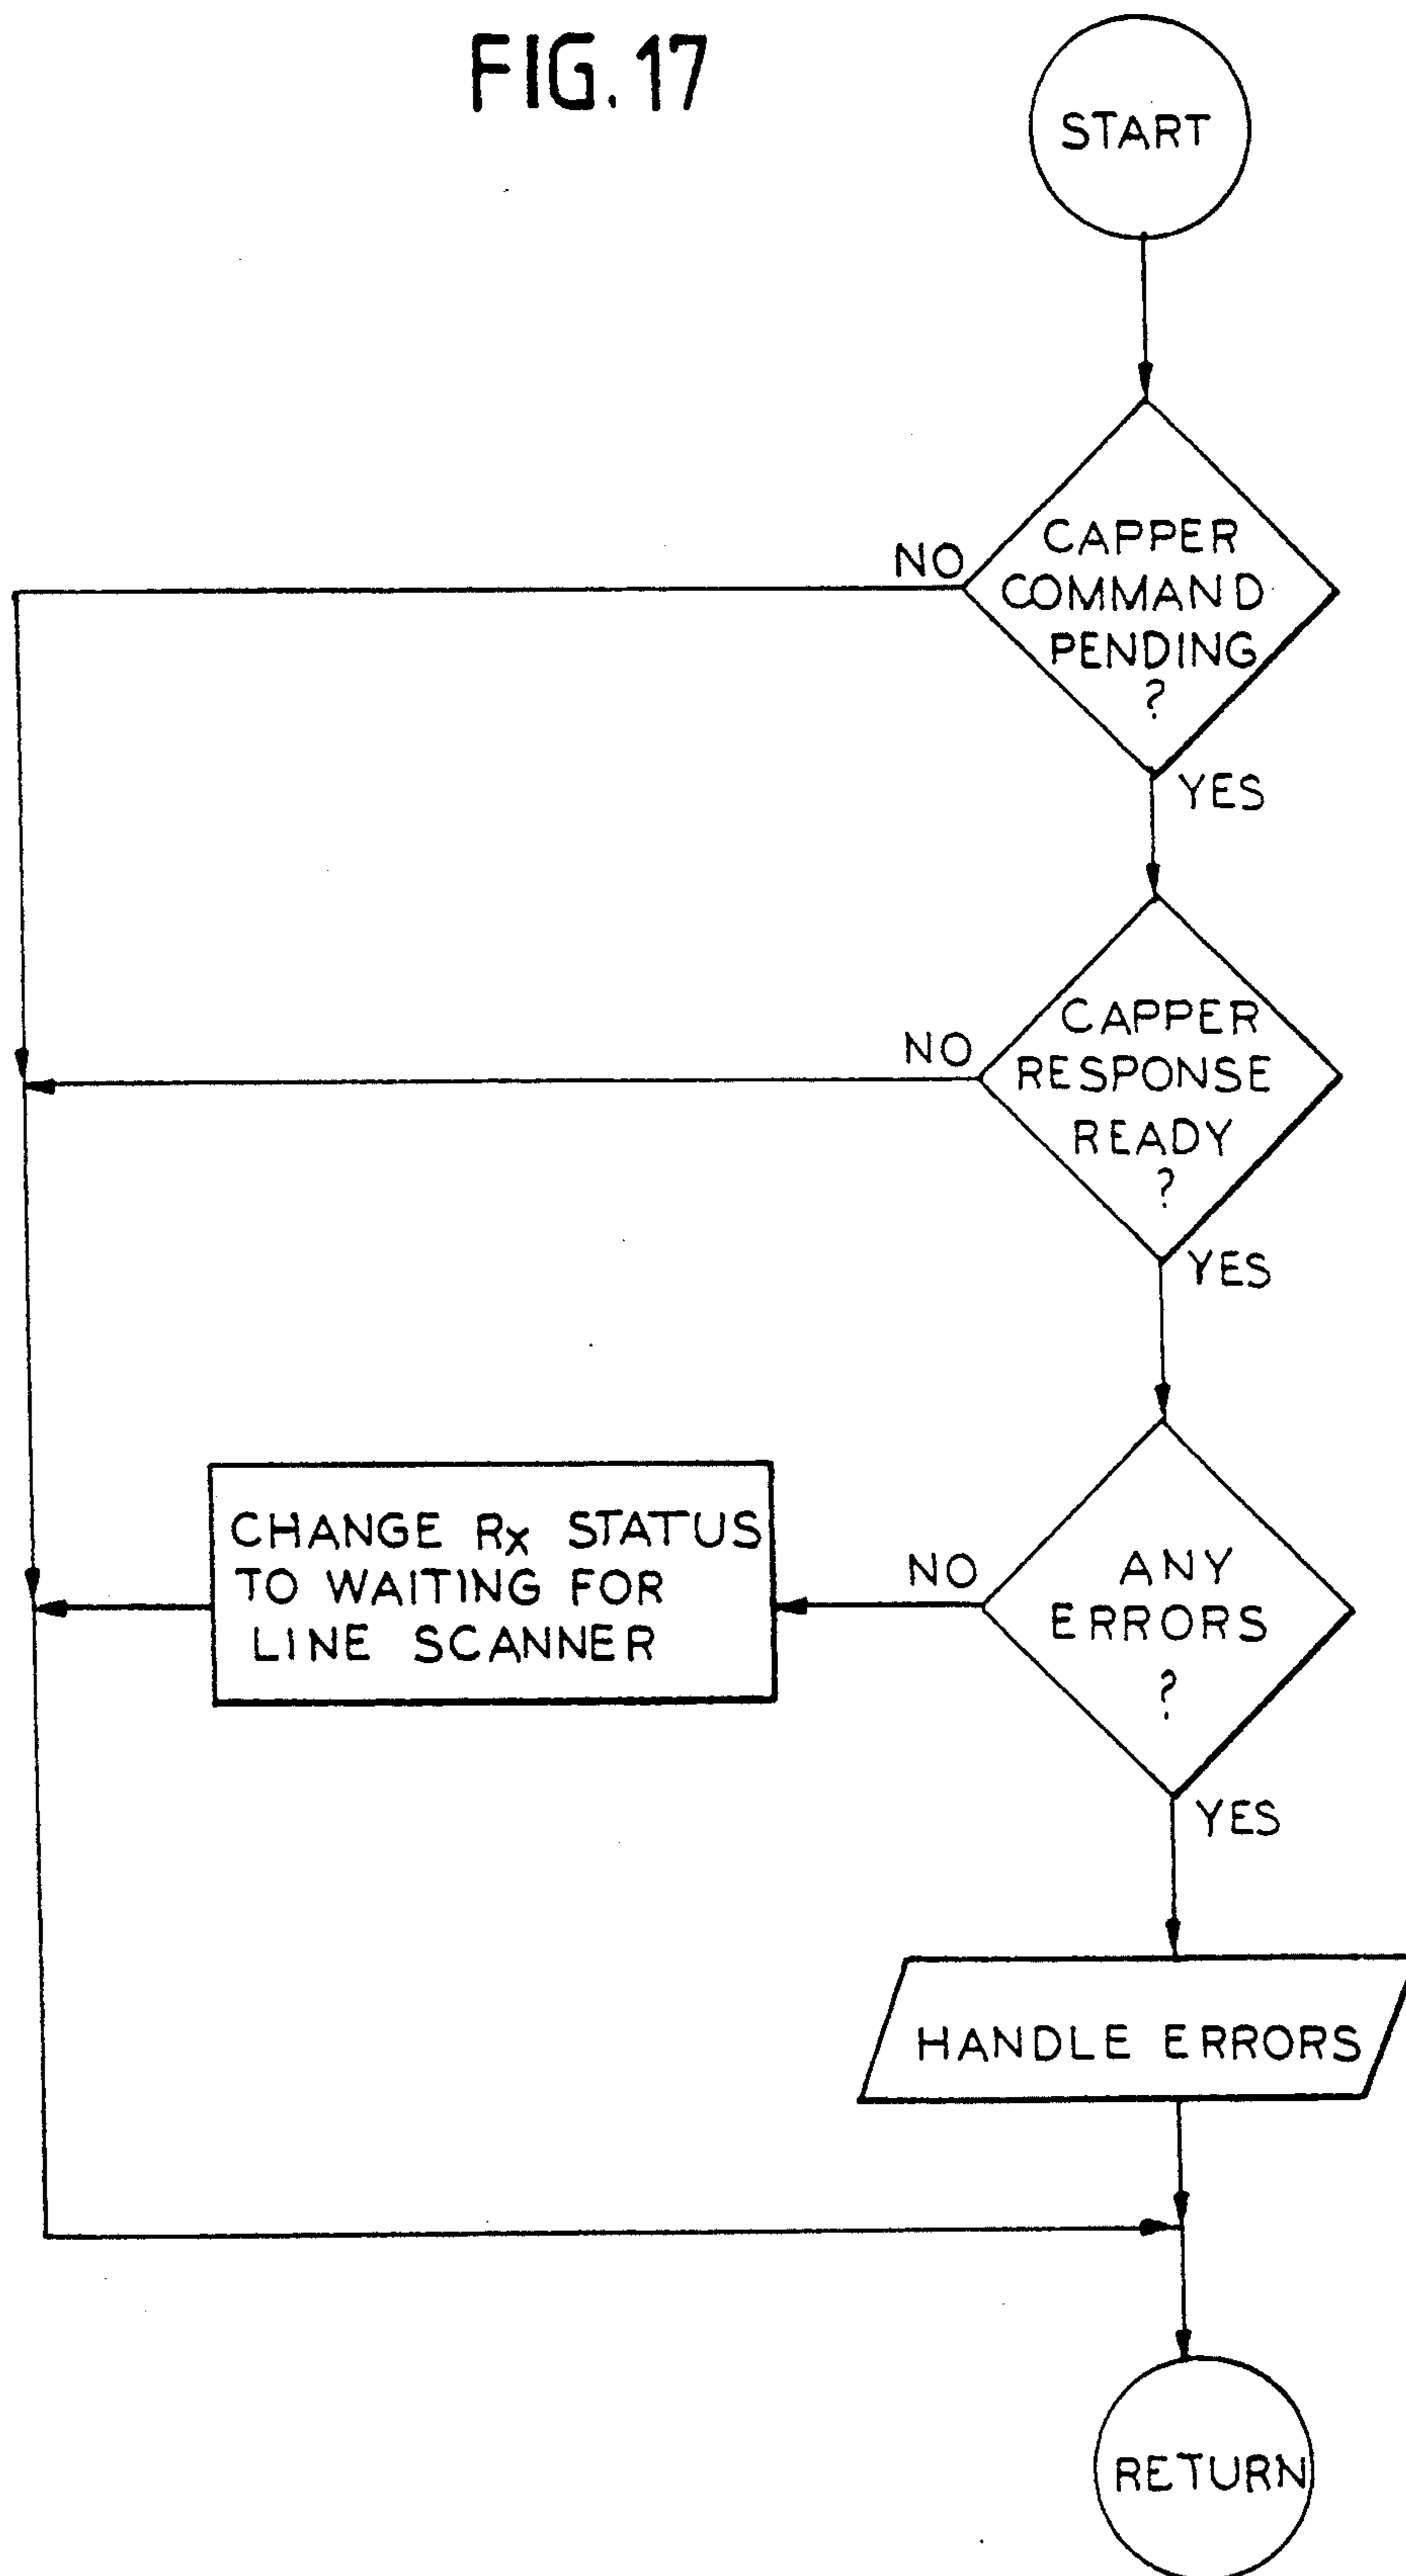 FIG. 17
START
CAPPER
COMMAND
PENDING
?
NO
YES
CAPPER
RESPONSE
READY
?
NO
YES
ANY
ERRORS
?
NO
CHANGE Rx STATUS
TO WAITING FOR
LINE SCANNER
YES
HANDLE ERRORS
RETURN